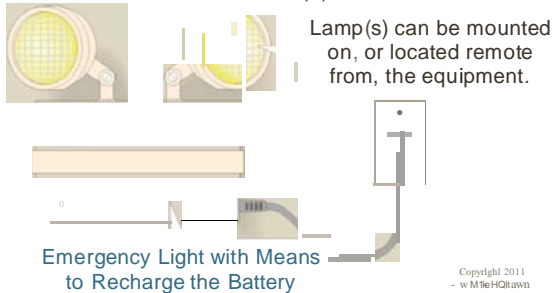 Lamp(s) can be mounted
on, or located remote
from, the equipment.
Emergency Light with Means
to Recharge the Battery
2011